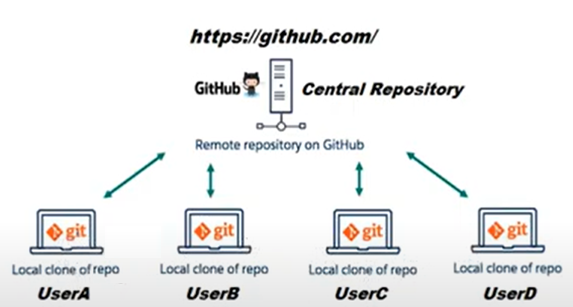 https://github.com/
GitHub
Central Repository
Remote repository on GitHub
git git git git
Local clone of repo Local clone of repo Local clone of repo Local clone of repo
UserA UserB UserC UserD